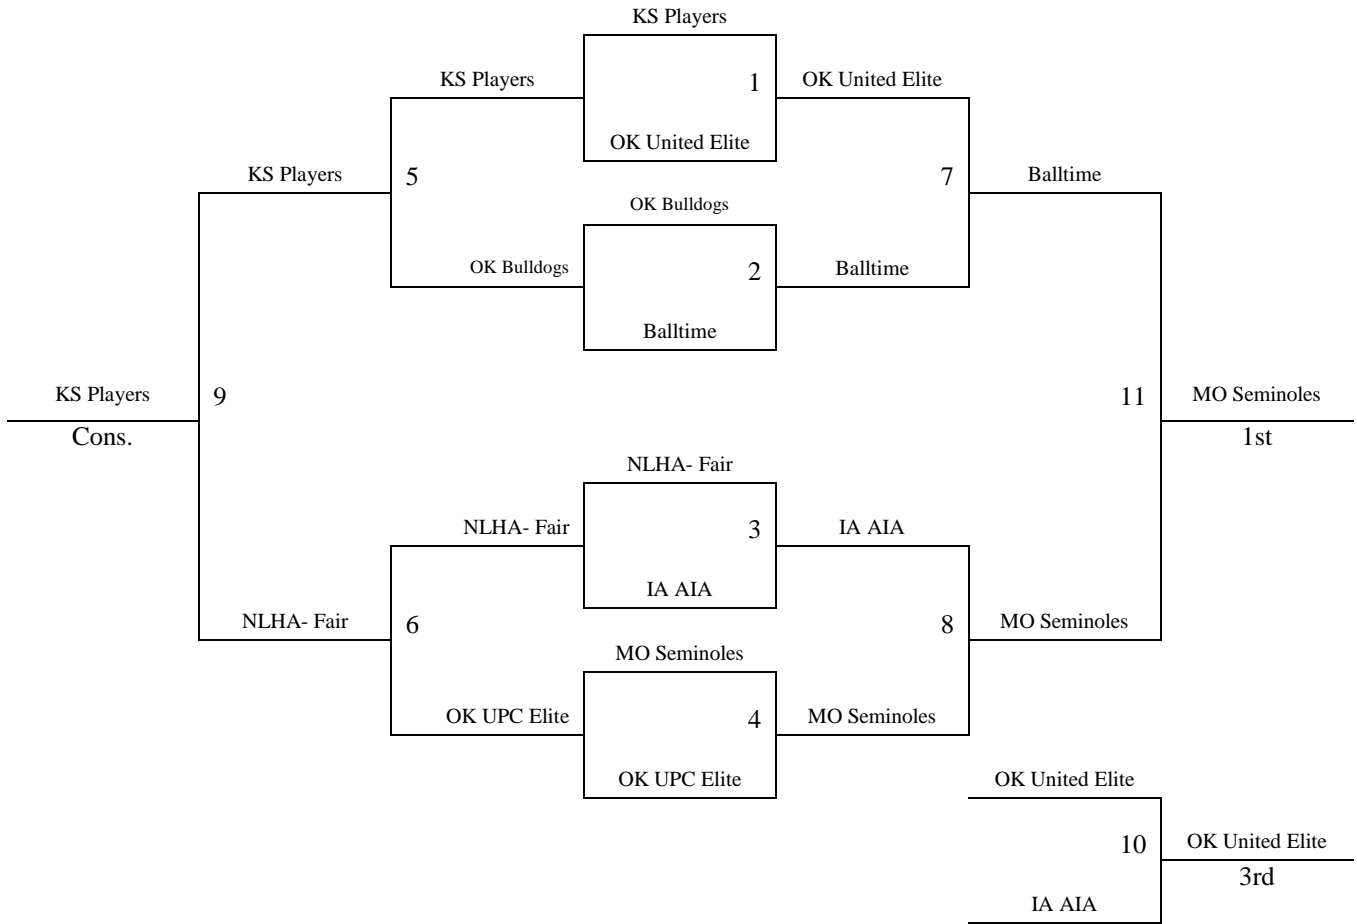 KS Players
KS Players
1
OK United Elite
OK United Elite
KS Players
5
7
Balltime
OK Bulldogs
OK Bulldogs
2
Balltime
Balltime
KS Players
9
11
MO Seminoles
Cons.
1st
NLHA- Fair
NLHA- Fair
3
IA AIA
IA AIA
NLHA- Fair
6
8
MO Seminoles
MO Seminoles
OK UPC Elite
4
MO Seminoles
OK UPC Elite
OK United Elite
10
OK United Elite
3rd
IA AIA